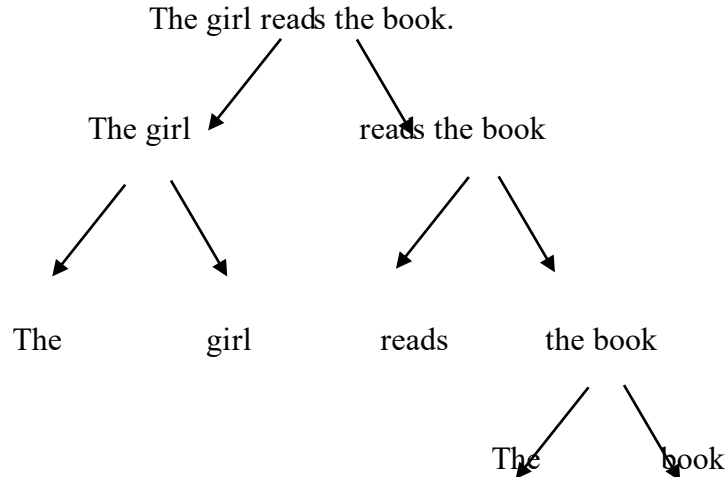 The girl reads the book.
The girl reads the book
The girl reads the book
The book